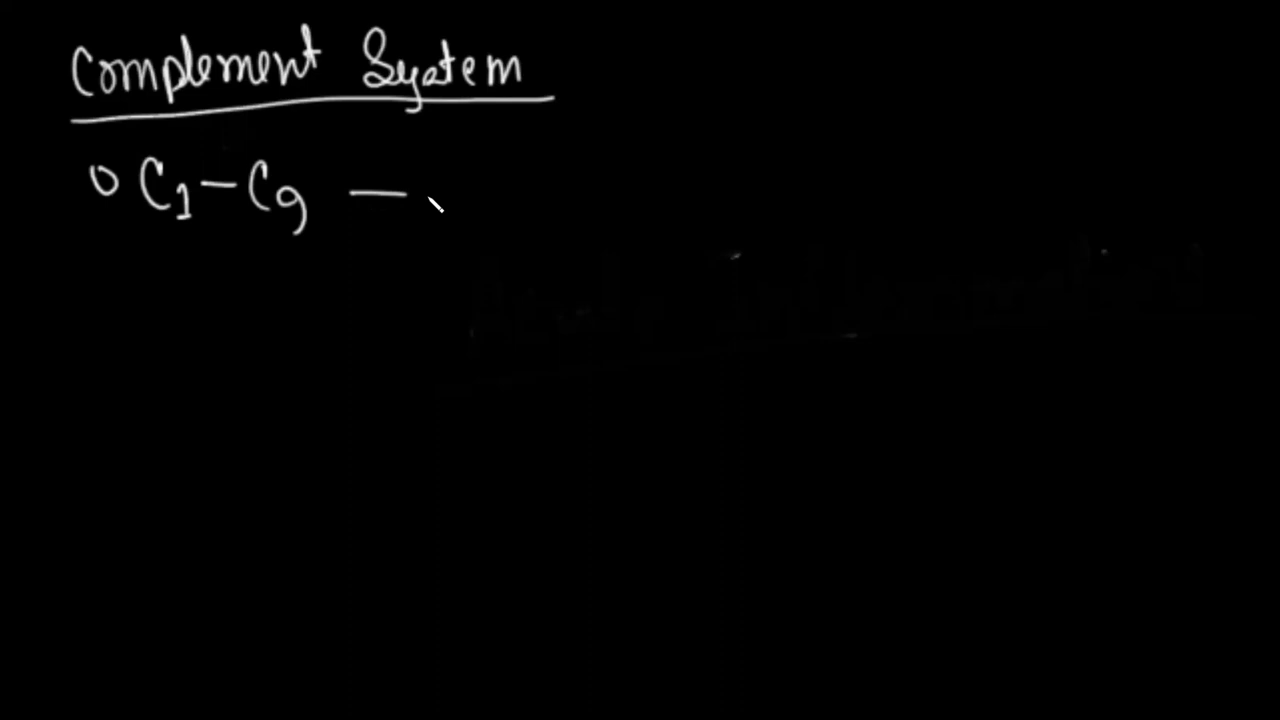 Complement System
o C1 - C9 —